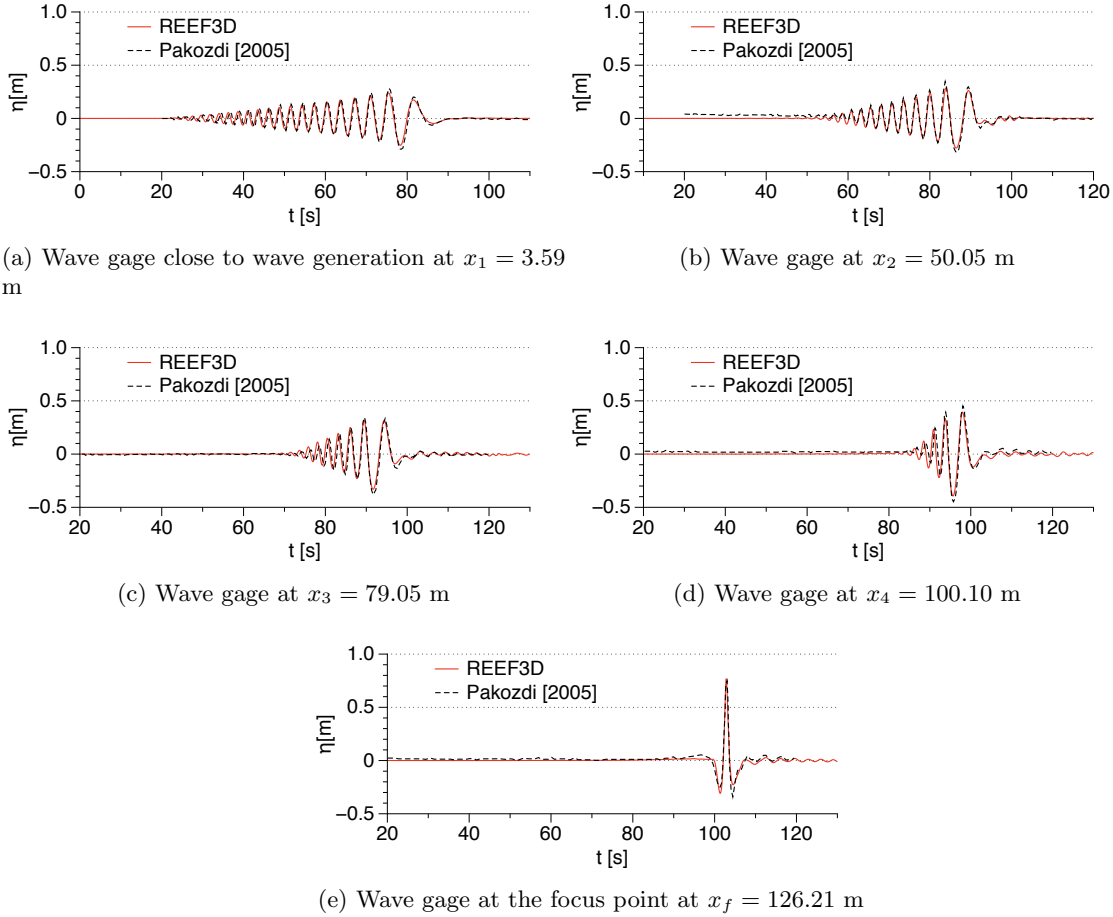 1.0
0.5
0
−0.5
η[m]
REEF3D
Pakozdi [2005]
0 20 40 60 80 100
t [s]
(a) Wave gage close to wave generation at x₁ = 3.59
m
1.0
0.5
0
−0.5
η[m]
REEF3D
Pakozdi [2005]
20 40 60 80 100 120
t [s]
(b) Wave gage at x₂ = 50.05 m
1.0
0.5
0
−0.5
η[m]
REEF3D
Pakozdi [2005]
20 40 60 80 100 120
t [s]
(c) Wave gage at x₃ = 79.05 m
1.0
0.5
0
−0.5
η[m]
REEF3D
Pakozdi [2005]
20 40 60 80 100 120
t [s]
(d) Wave gage at x₄ = 100.10 m
1.0
0.5
0
−0.5
η[m]
REEF3D
Pakozdi [2005]
20 40 60 80 100 120
t [s]
(e) Wave gage at the focus point at x_f = 126.21 m